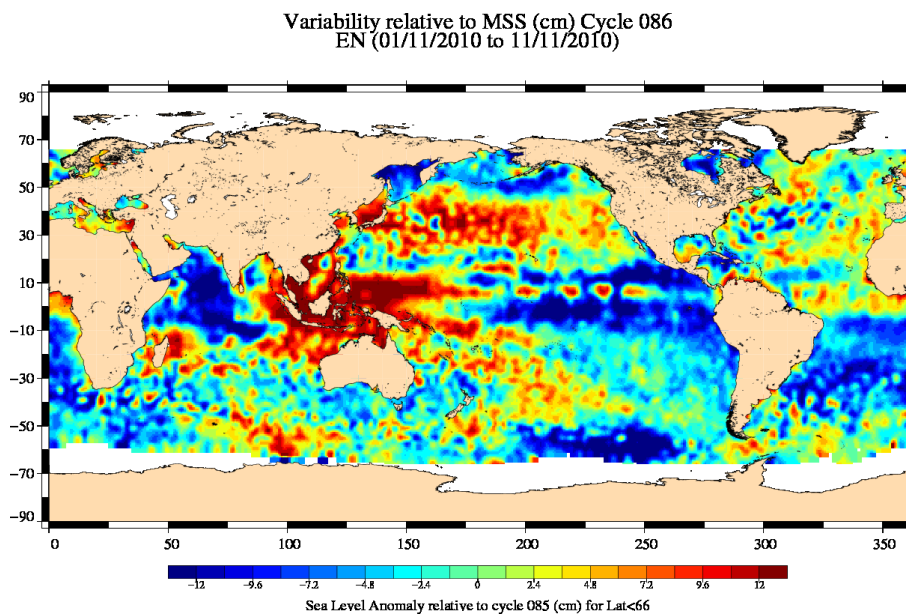 Variability relative to MSS (cm) Cycle 086
EN (01/11/2010 to 11/11/2010)
90
70
50
30
10
−10
−30
−50
−70
−90
0 50 100 150 200 250 300 350
−12 −9.6 −7.2 −4.8 −2.4 0 2.4 4.8 7.2 9.6 12
Sea Level Anomaly relative to cycle 085 (cm) for Lat<66